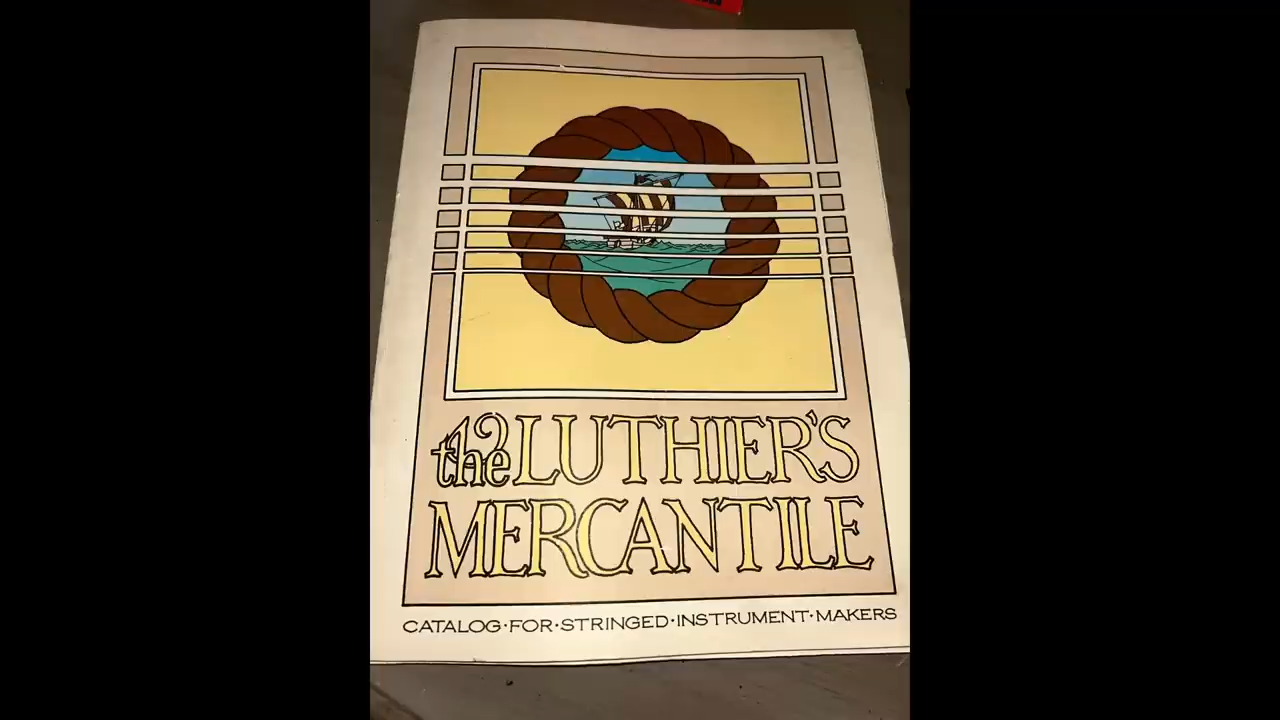 the LUTHIER'S
MERCANTILE
CATALOG·FOR·STRINGED·INSTRUMENT·MAKERS